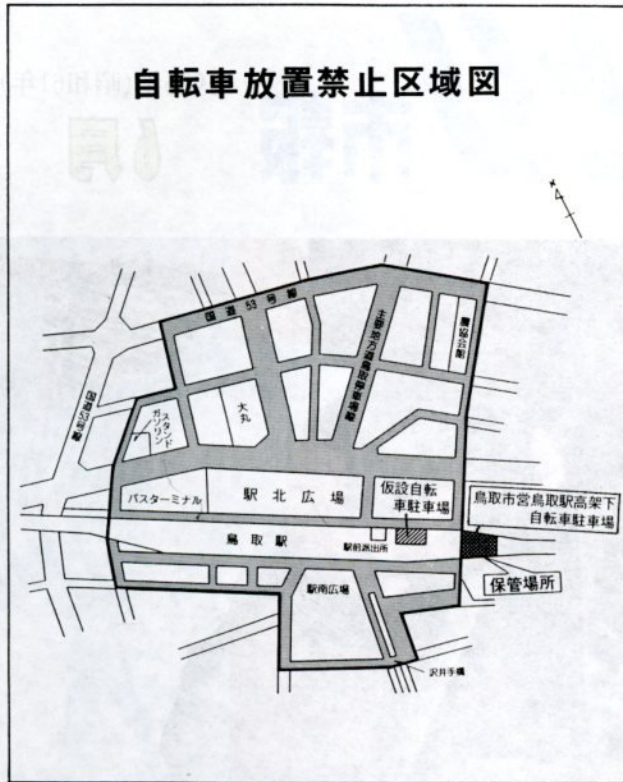 自転車放置禁止区域図
国道53号線
主要地方道鳥取停車場線
農協会館
国道53号線
ガソリン
スタンド
大丸
バスターミナル
駅北広場
仮設自転
車駐車場
鳥取市営鳥取駅高架下
自転車駐車場
鳥取駅
駅前派出所
保管場所
駅南広場
沢井手橋